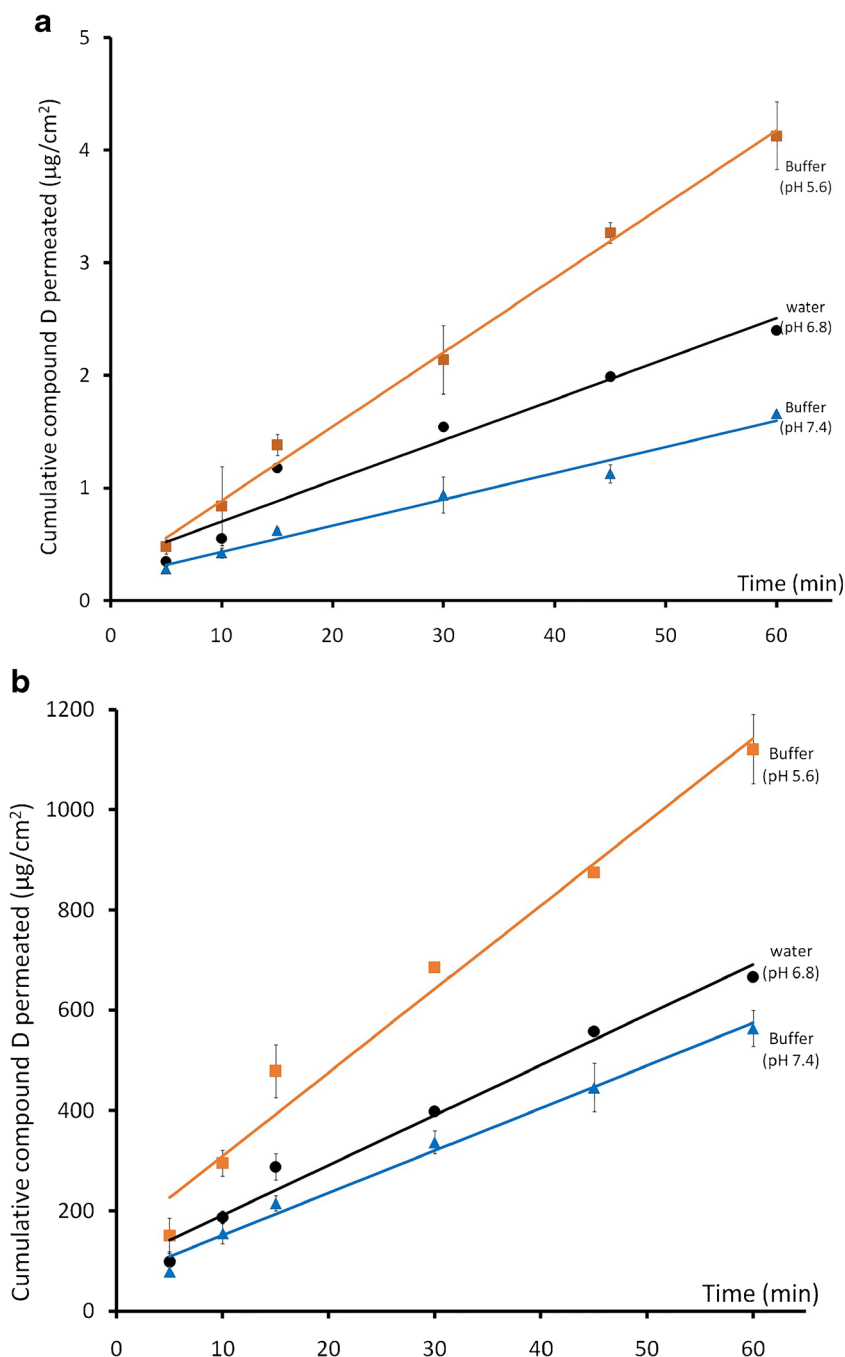 a
Cumulative compound D permeated (µg/cm²)
5
4
3
2
1
0
Buffer
(pH 5.6)
water
(pH 6.8)
Buffer
(pH 7.4)
Time (min)
0 10 20 30 40 50 60
b
Cumulative compound D permeated (µg/cm²)
1200
1000
800
600
400
200
0
Buffer
(pH 5.6)
water
(pH 6.8)
Buffer
(pH 7.4)
Time (min)
0 10 20 30 40 50 60